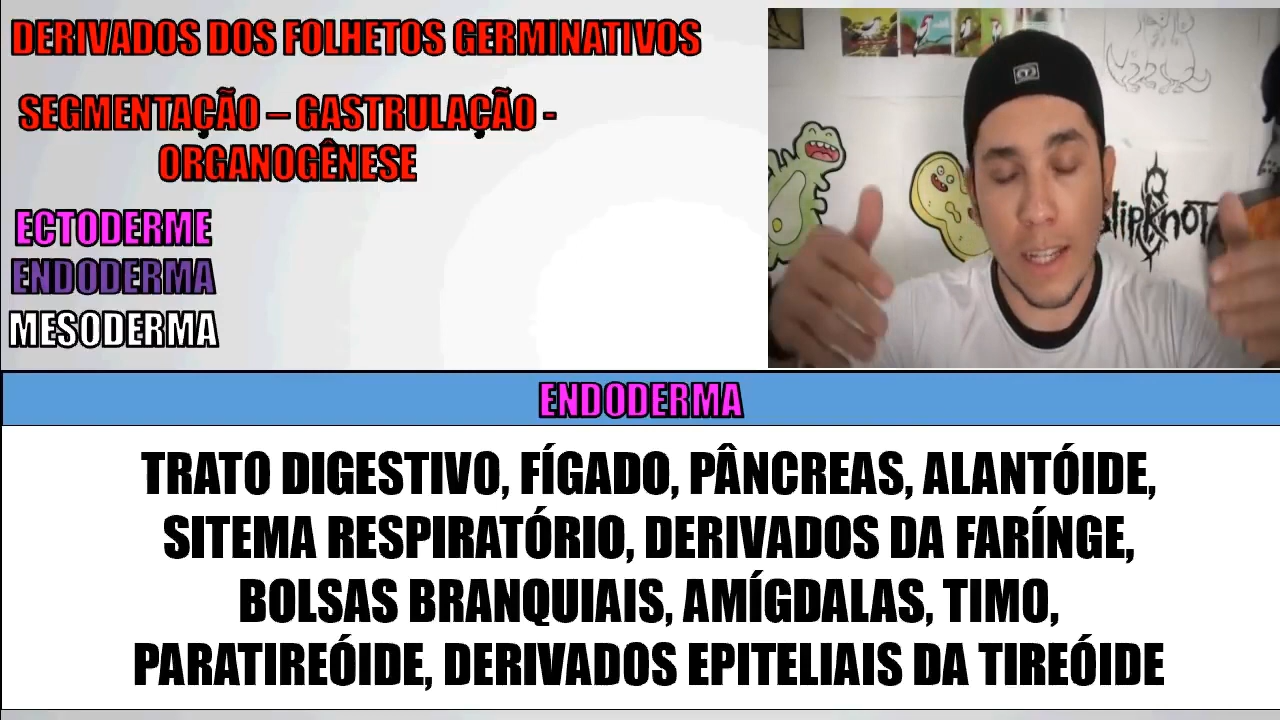 DERIVADOS DOS FOLHETOS GERMINATIVOS
SEGMENTAÇÃO – GASTRULAÇÃO -
ORGANOGÊNESE
ECTODERME
ENDODERMA
MESODERMA
slipknot
ENDODERMA
TRATO DIGESTIVO, FÍGADO, PÂNCREAS, ALANTÓIDE,
SITEMA RESPIRATÓRIO, DERIVADOS DA FARÍNGE,
BOLSAS BRANQUIAIS, AMÍGDALAS, TIMO,
PARATIREÓIDE, DERIVADOS EPITELIAIS DA TIREÓIDE